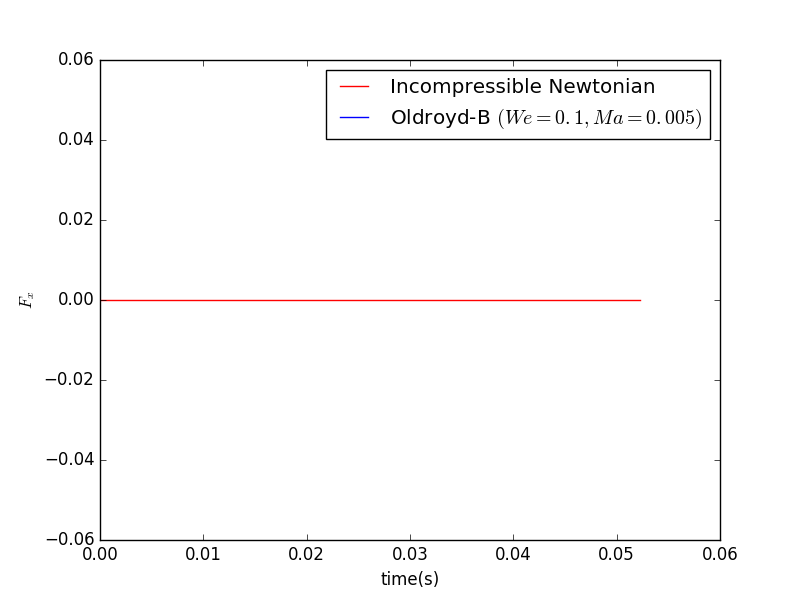 Incompressible Newtonian
Oldroyd-B (We = 0.1, Ma = 0.005)
0.06
0.04
0.02
0.00
−0.02
−0.04
−0.06
F_x
0.00 0.01 0.02 0.03 0.04 0.05 0.06
time(s)